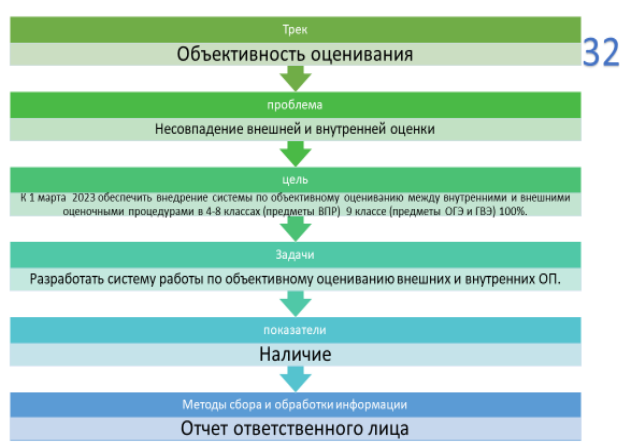 Трек
Объективность оценивания
32
проблема
Несовпадение внешней и внутренней оценки
цель
К 1 марта 2023 обеспечить внедрение системы по объективному оцениванию между внутренними и внешними
оценочными процедурами в 4-8 классах (предметы ВПР) 9 классе (предметы ОГЭ и ГВЭ) 100%.
Задачи
Разработать систему работы по объективному оцениванию внешних и внутренних ОП.
показатели
Наличие
Методы сбора и обработки информации
Отчет ответственного лица